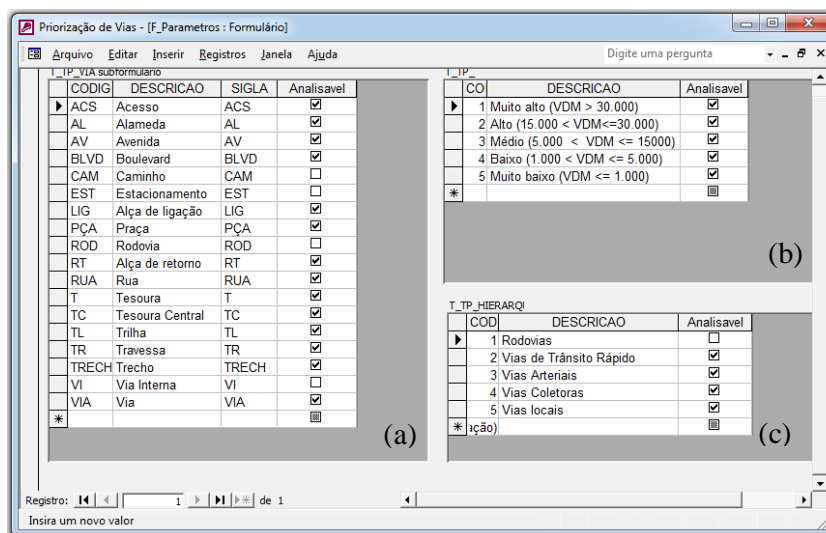 Priorização de Vias - [F_Parametros : Formulário]
Arquivo Editar Inserir Registros Janela Ajuda Digite uma pergunta
T_TP_VIA subformulário
CODIG DESCRICAO SIGLA Analisavel
ACS Acesso ACS
AL Alameda AL
AV Avenida AV
BLVD Boulevard BLVD
CAM Caminho CAM
EST Estacionamento EST
LIG Alça de ligação LIG
PÇA Praça PÇA
ROD Rodovia ROD
RT Alça de retorno RT
RUA Rua RUA
T Tesoura T
TC Tesoura Central TC
TL Trilha TL
TR Travessa TR
TRECH Trecho TRECH
VI Via Interna VI
VIA Via VIA
(a)
T_TP_
CO DESCRICAO Analisavel
1 Muito alto (VDM > 30.000)
2 Alto (15.000 < VDM<=30.000)
3 Médio (5.000 < VDM <= 15000)
4 Baixo (1.000 < VDM <= 5.000)
5 Muito baixo (VDM <= 1.000)
(b)
T_TP_HIERARQI
COD DESCRICAO Analisavel
1 Rodovias
2 Vias de Trânsito Rápido
3 Vias Arteriais
4 Vias Coletoras
5 Vias locais
ação)
(c)
Registro: 1 de 1
Insira um novo valor